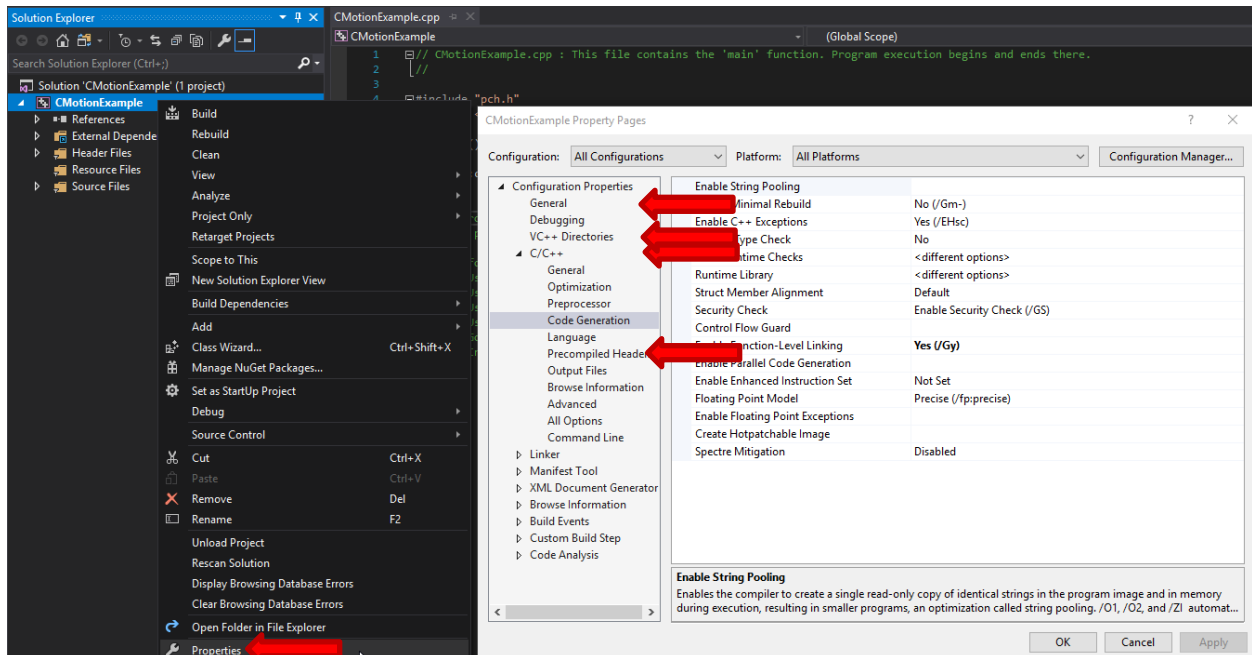 Solution Explorer
Search Solution Explorer (Ctrl+;)
Solution 'CMotionExample' (1 project)
CMotionExample
References
External Depende
Header Files
Resource Files
Source Files
CMotionExample.cpp
CMotionExample
(Global Scope)
1 // CMotionExample.cpp : This file contains the 'main' function. Program execution begins and ends there.
2 //
3
4 #include "pch.h"
Build
Rebuild
Clean
View
Analyze
Project Only
Retarget Projects
Scope to This
New Solution Explorer View
Build Dependencies
Add
Class Wizard... Ctrl+Shift+X
Manage NuGet Packages...
Set as StartUp Project
Debug
Source Control
Cut Ctrl+X
Paste Ctrl+V
Remove Del
Rename F2
Unload Project
Rescan Solution
Display Browsing Database Errors
Clear Browsing Database Errors
Open Folder in File Explorer
Properties
CMotionExample Property Pages
Configuration: All Configurations Platform: All Platforms Configuration Manager...
Configuration Properties
General
Debugging
VC++ Directories
C/C++
General
Optimization
Preprocessor
Code Generation
Language
Precompiled Header
Output Files
Browse Information
Advanced
All Options
Command Line
Linker
Manifest Tool
XML Document Generator
Browse Information
Build Events
Custom Build Step
Code Analysis
Enable String Pooling
Minimal Rebuild No (/Gm-)
Enable C++ Exceptions Yes (/EHsc)
Type Check No
ntime Checks <different options>
Runtime Library <different options>
Struct Member Alignment Default
Security Check Enable Security Check (/GS)
Control Flow Guard
Enable Function-Level Linking Yes (/Gy)
Enable Parallel Code Generation
Enable Enhanced Instruction Set Not Set
Floating Point Model Precise (/fp:precise)
Enable Floating Point Exceptions
Create Hotpatchable Image
Spectre Mitigation Disabled
Enable String Pooling
Enables the compiler to create a single read-only copy of identical strings in the program image and in memory
during execution, resulting in smaller programs, an optimization called string pooling. /O1, /O2, and /ZI automat...
OK Cancel Apply